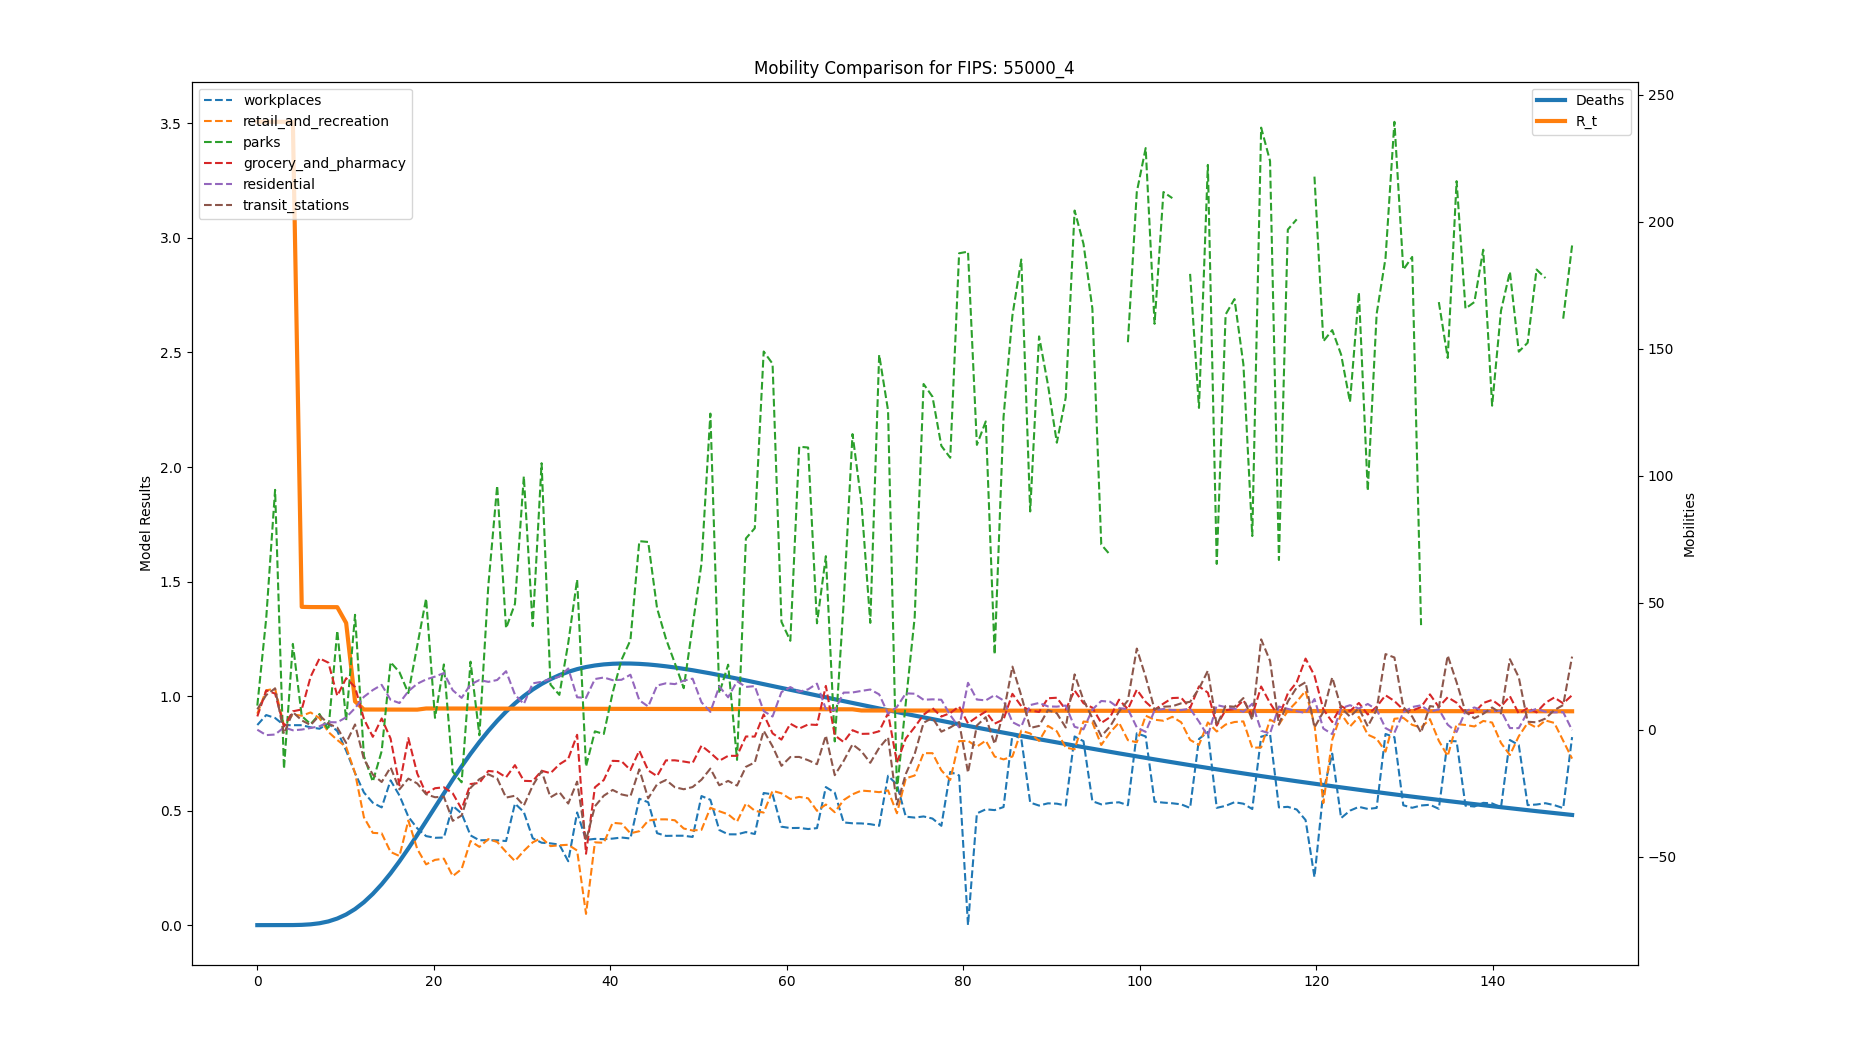 Mobility Comparison for FIPS: 55000_4
workplaces
retail_and_recreation
parks
grocery_and_pharmacy
residential
transit_stations
Deaths
R_t
Model Results
3.5
3.0
2.5
2.0
1.5
1.0
0.5
0.0
250
200
150
100
50
0
−50
Mobilities
0 20 40 60 80 100 120 140